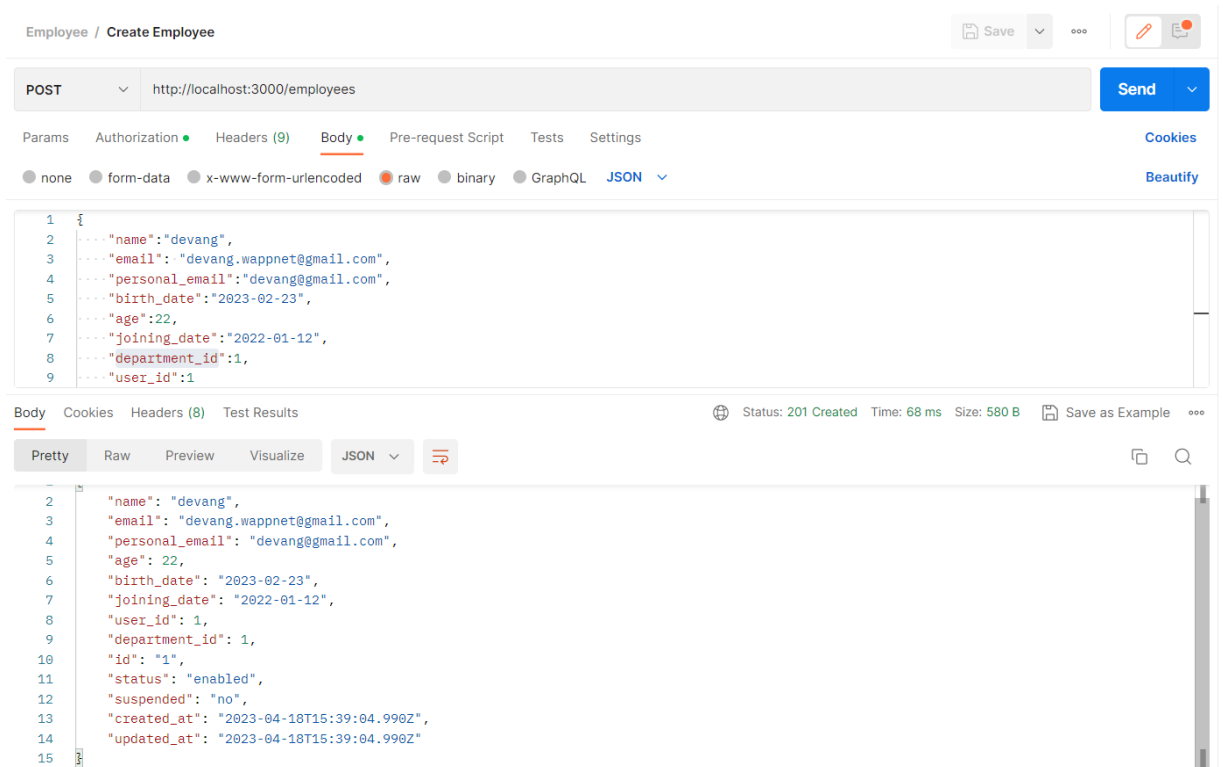 Employee / Create Employee
Save
POST
http://localhost:3000/employees
Send
Params Authorization Headers (9) Body Pre-request Script Tests Settings Cookies
none form-data x-www-form-urlencoded raw binary GraphQL JSON Beautify
1 {
2 "name":"devang",
3 "email": "devang.wappnet@gmail.com",
4 "personal_email":"devang@gmail.com",
5 "birth_date":"2023-02-23",
6 "age":22,
7 "joining_date":"2022-01-12",
8 "department_id":1,
9 "user_id":1
Body Cookies Headers (8) Test Results Status: 201 Created Time: 68 ms Size: 580 B Save as Example
Pretty Raw Preview Visualize JSON
2 "name": "devang",
3 "email": "devang.wappnet@gmail.com",
4 "personal_email": "devang@gmail.com",
5 "age": 22,
6 "birth_date": "2023-02-23",
7 "joining_date": "2022-01-12",
8 "user_id": 1,
9 "department_id": 1,
10 "id": "1",
11 "status": "enabled",
12 "suspended": "no",
13 "created_at": "2023-04-18T15:39:04.990Z",
14 "updated_at": "2023-04-18T15:39:04.990Z"
15 }